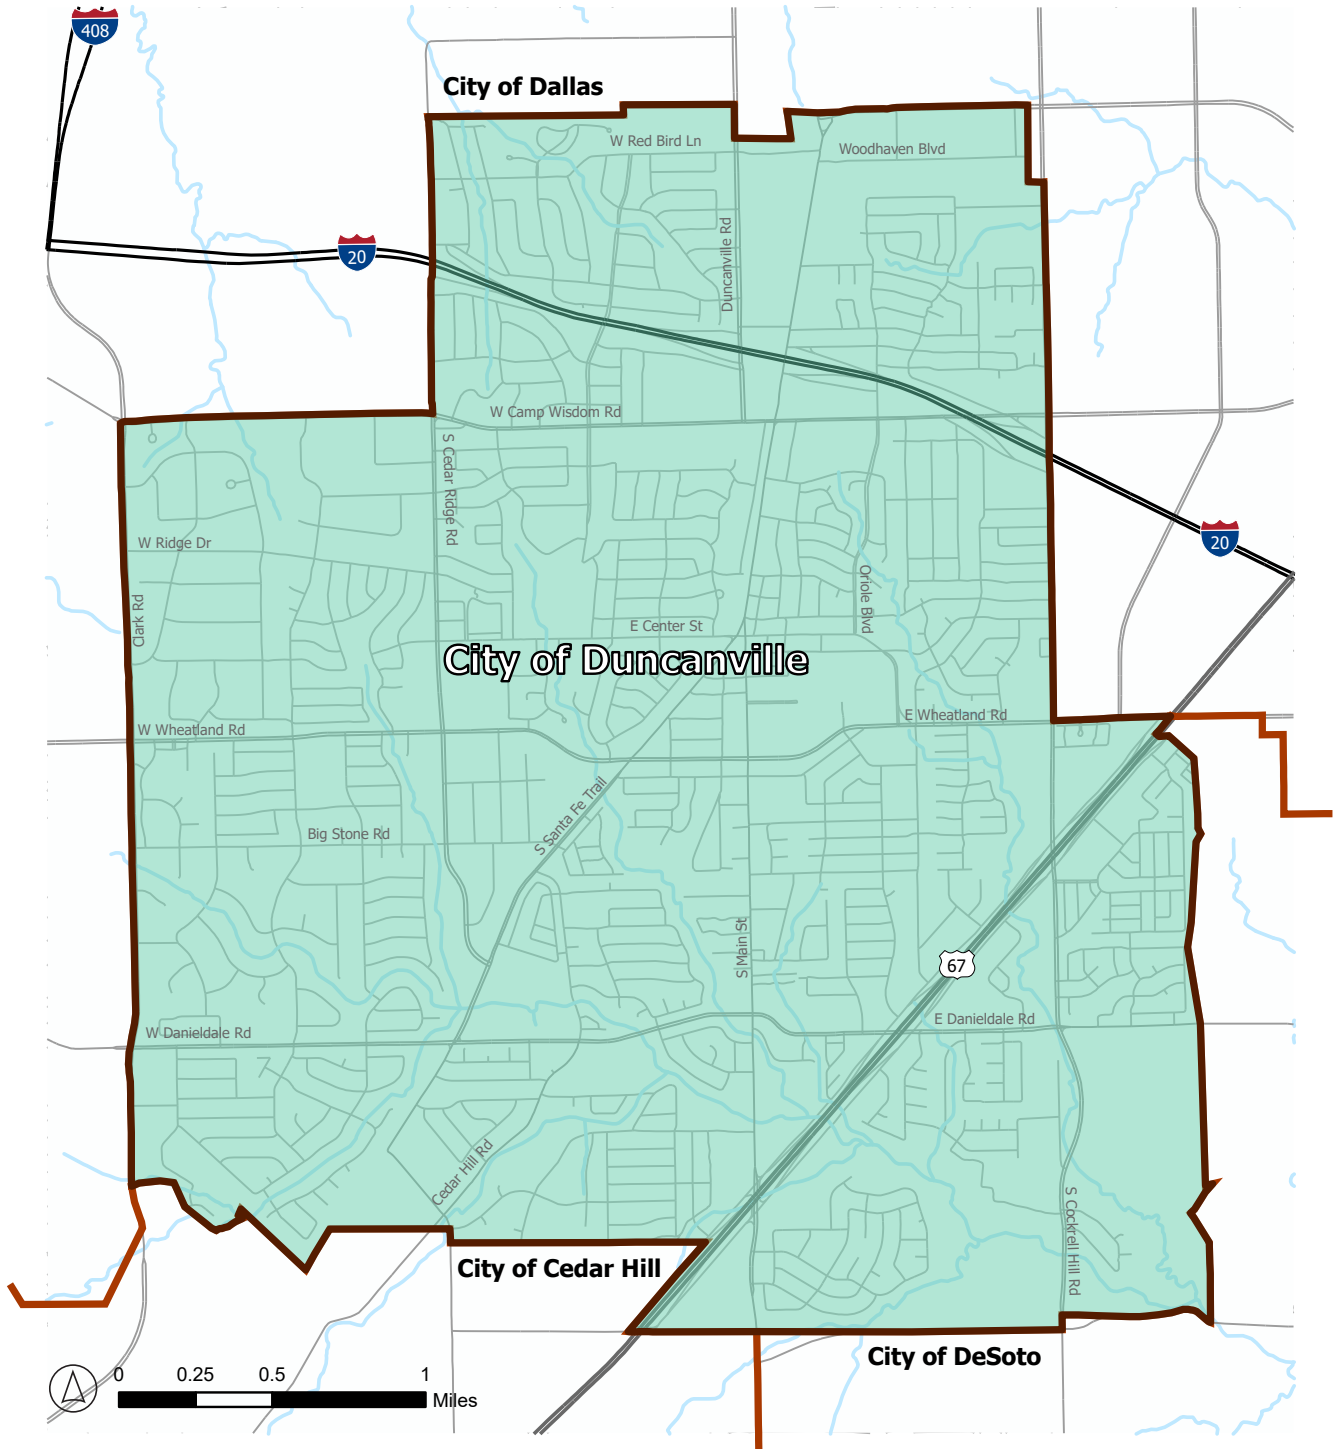 408
City of Dallas
W Red Bird Ln
Woodhaven Blvd
Duncanville Rd
20
W Camp Wisdom Rd
S Cedar Ridge Rd
W Ridge Dr
20
Clark Rd
Oriole Blvd
E Center St
City of Duncanville
E Wheatland Rd
W Wheatland Rd
S Santa Fe Trail
Big Stone Rd
S Main St
67
E Danieldale Rd
W Danieldale Rd
Cedar Hill Rd
S Cockrell Hill Rd
City of Cedar Hill
City of DeSoto
0 0.25 0.5 1
Miles